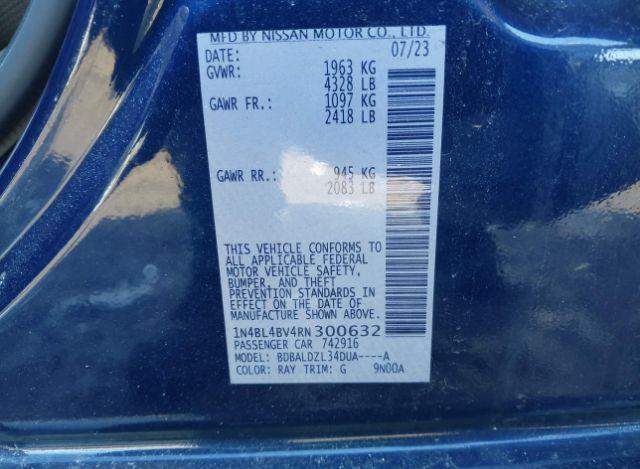 MFD BY NISSAN MOTOR CO., LTD.
DATE: 07/23
GVWR: 1963 KG
4328 LB
GAWR FR.: 1097 KG
2418 LB
GAWR RR.: 945 KG
2083 LB
THIS VEHICLE CONFORMS TO
ALL APPLICABLE FEDERAL
MOTOR VEHICLE SAFETY,
BUMPER, AND THEFT
PREVENTION STANDARDS IN
EFFECT ON THE DATE OF
MANUFACTURE SHOWN ABOVE.
1N4BL4BV4RN300632
PASSENGER CAR 742916
MODEL: BDBALDZL34DUA----A
COLOR: RAY TRIM: G 9N00A